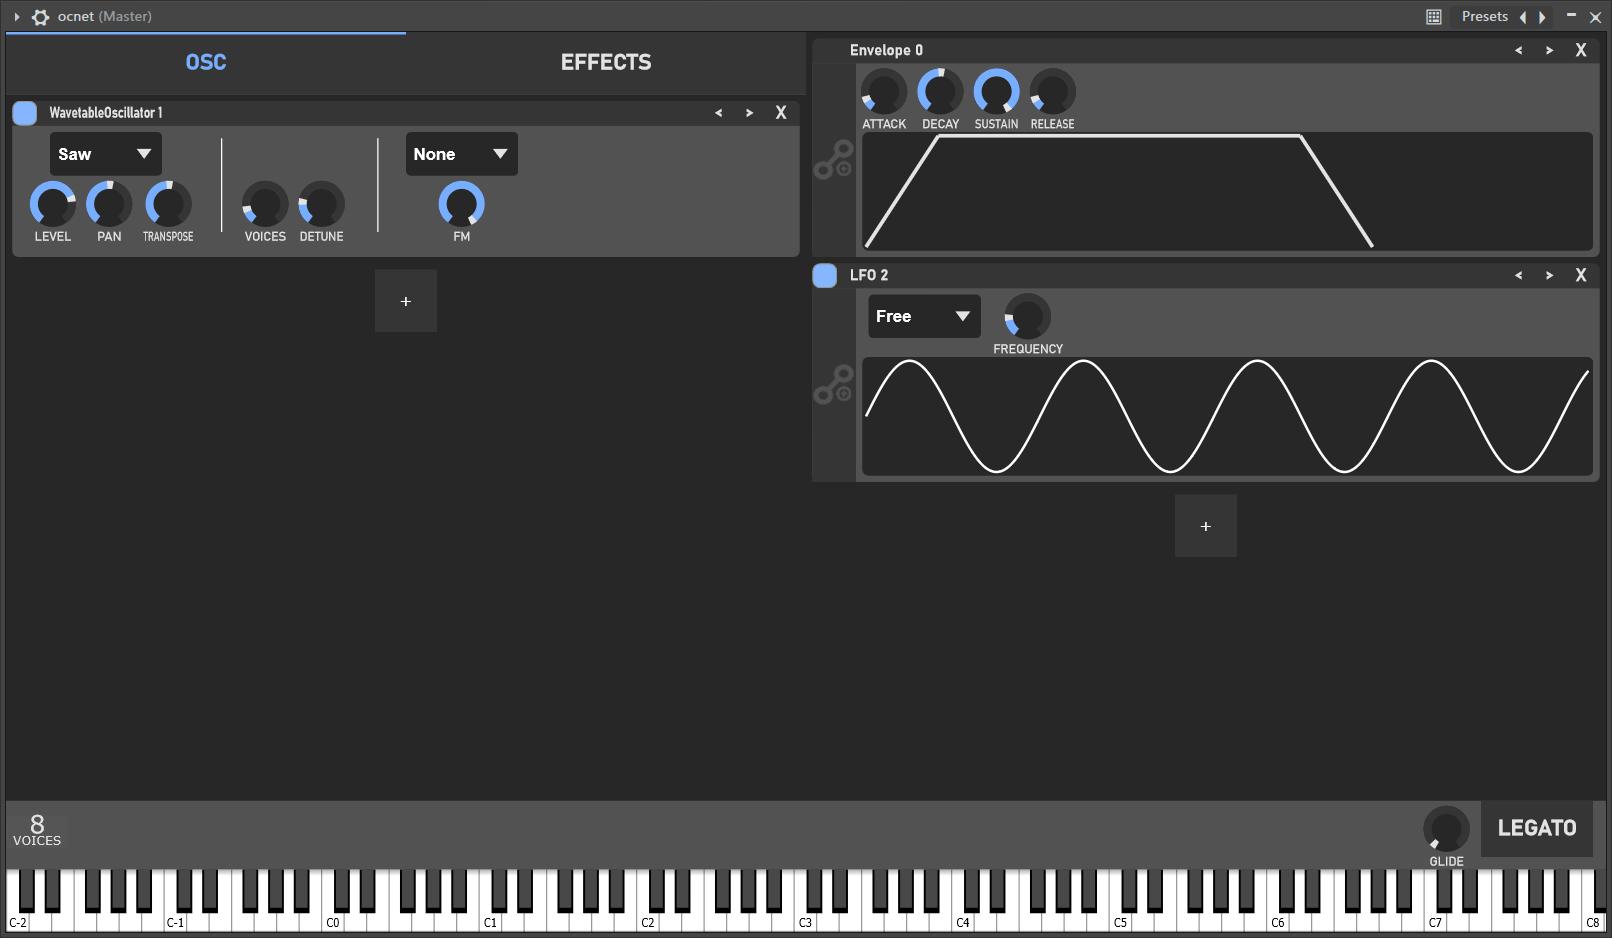 ocnet (Master)
Presets
OSC
EFFECTS
WavetableOscillator 1
< > X
Saw
None
LEVEL
PAN
TRANSPOSE
VOICES
DETUNE
FM
+
Envelope 0
< > X
ATTACK
DECAY
SUSTAIN
RELEASE
LFO 2
< > X
Free
FREQUENCY
+
8
VOICES
GLIDE
LEGATO
C-2
C-1
C0
C1
C2
C3
C4
C5
C6
C7
C8